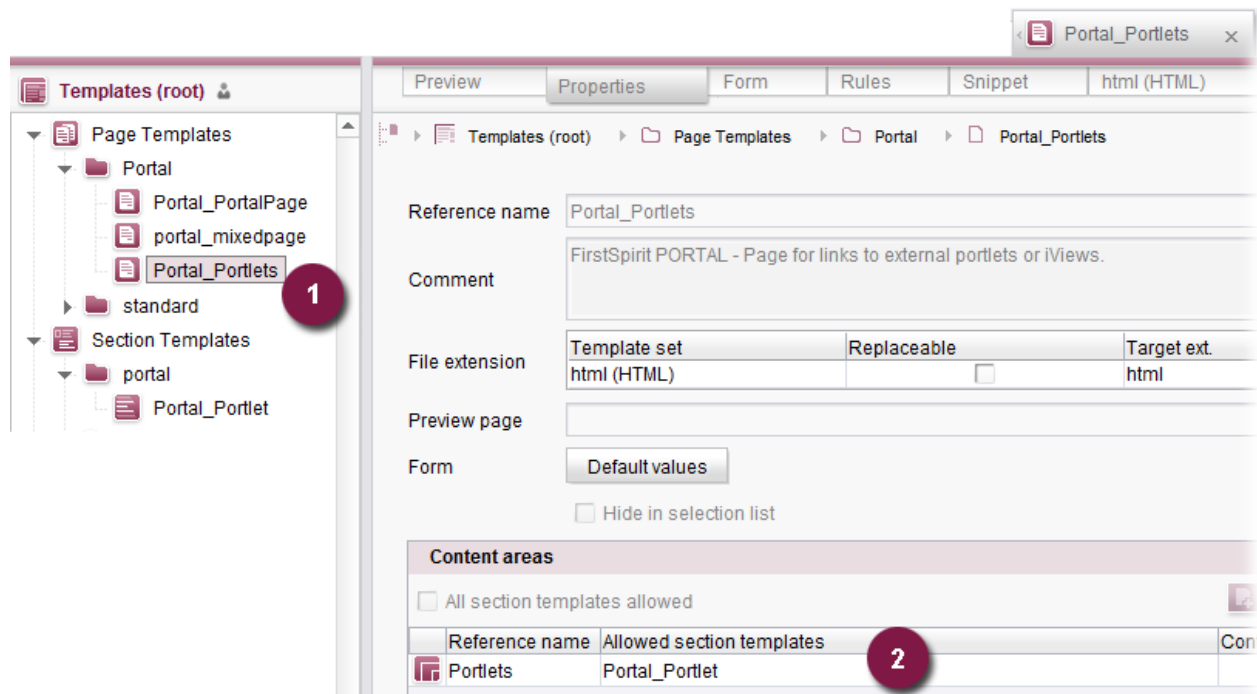 Portal_Portlets
Templates (root)
Preview Properties Form Rules Snippet html (HTML)
Page Templates
Portal
Portal_PortalPage
portal_mixedpage
Portal_Portlets
1
standard
Section Templates
portal
Portal_Portlet
Templates (root) Page Templates Portal Portal_Portlets
Reference name Portal_Portlets
Comment FirstSpirit PORTAL - Page for links to external portlets or iViews.
File extension
Template set Replaceable Target ext.
html (HTML) html
Preview page
Form Default values
Hide in selection list
Content areas
All section templates allowed
Reference name Allowed section templates Con
2
Portlets Portal_Portlet